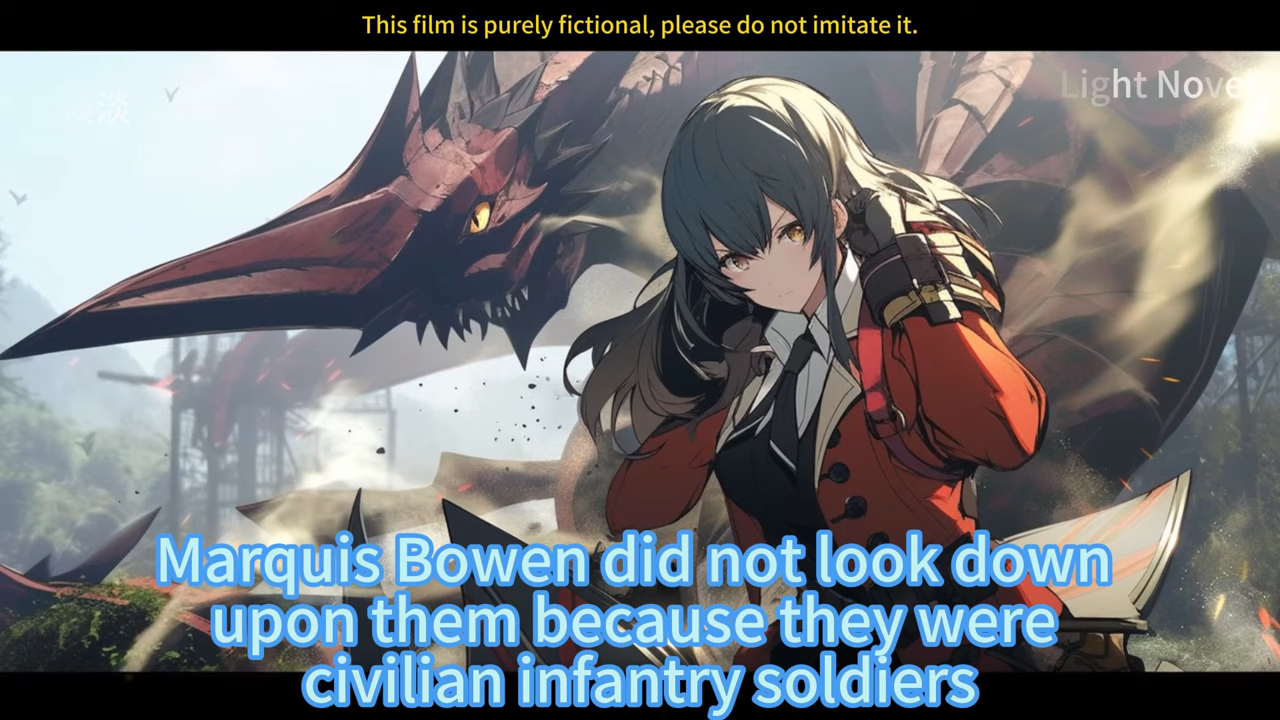 This film is purely fictional, please do not imitate it.
Light Novel
淡
Marquis Bowen did not look down
upon them because they were
civilian infantry soldiers